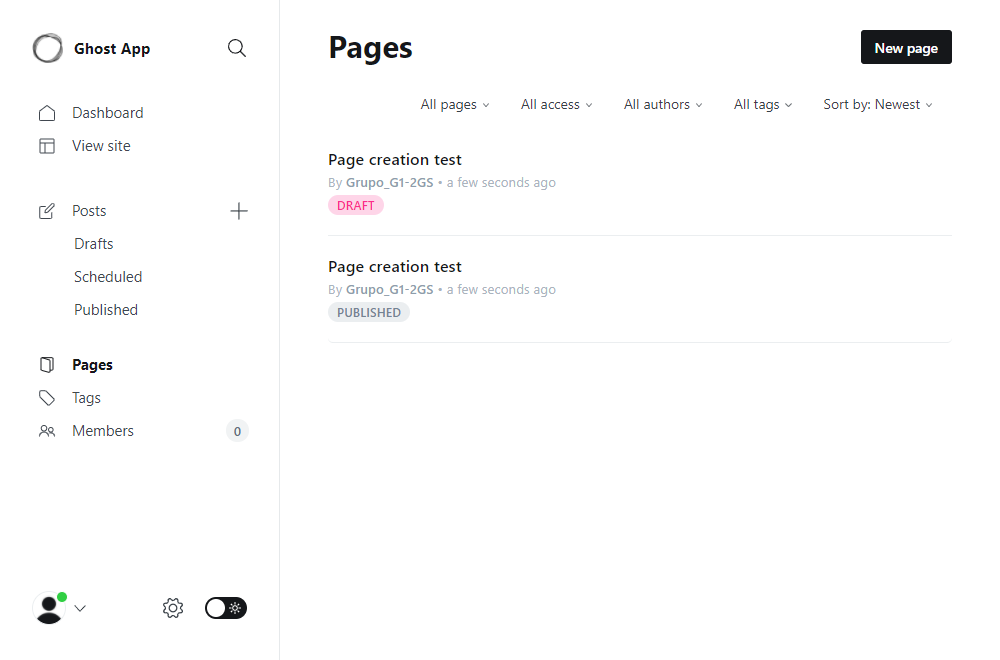 Ghost App
Dashboard
View site
Posts
Drafts
Scheduled
Published
Pages
Tags
Members 0
Pages
New page
All pages All access All authors All tags Sort by: Newest
Page creation test
By Grupo_G1-2GS • a few seconds ago
DRAFT
Page creation test
By Grupo_G1-2GS • a few seconds ago
PUBLISHED